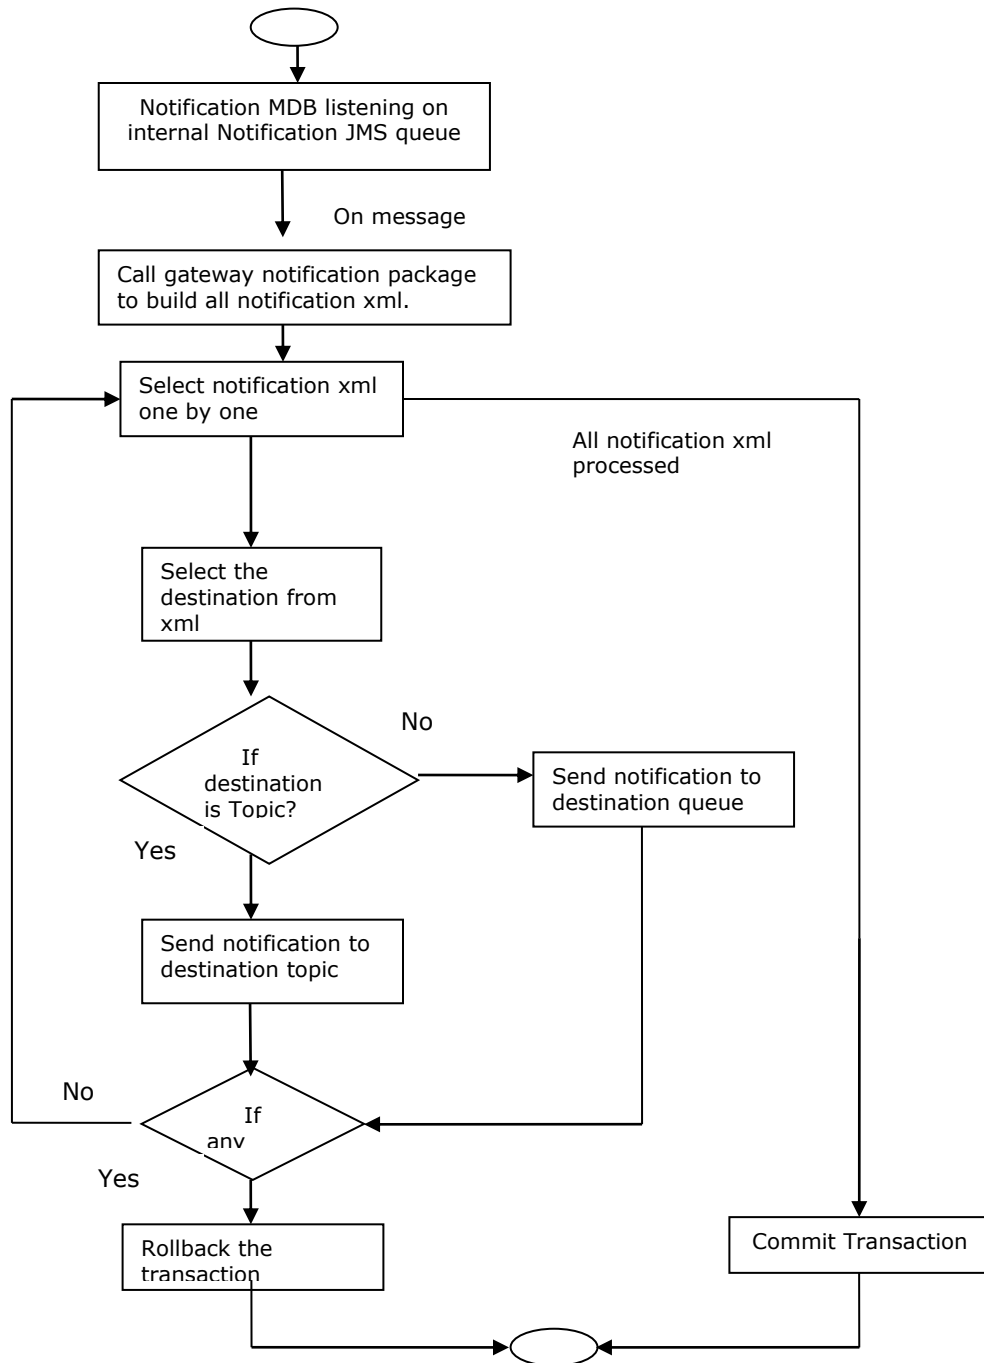 Notification MDB listening on
internal Notification JMS queue
On message
Call gateway notification package
to build all notification xml.
Select notification xml
one by one
All notification xml
processed
Select the
destination from
xml
No
If
destination
is Topic?
Send notification to
destination queue
Yes
Send notification to
destination topic
No
If
any
Yes
Rollback the
transaction
Commit Transaction